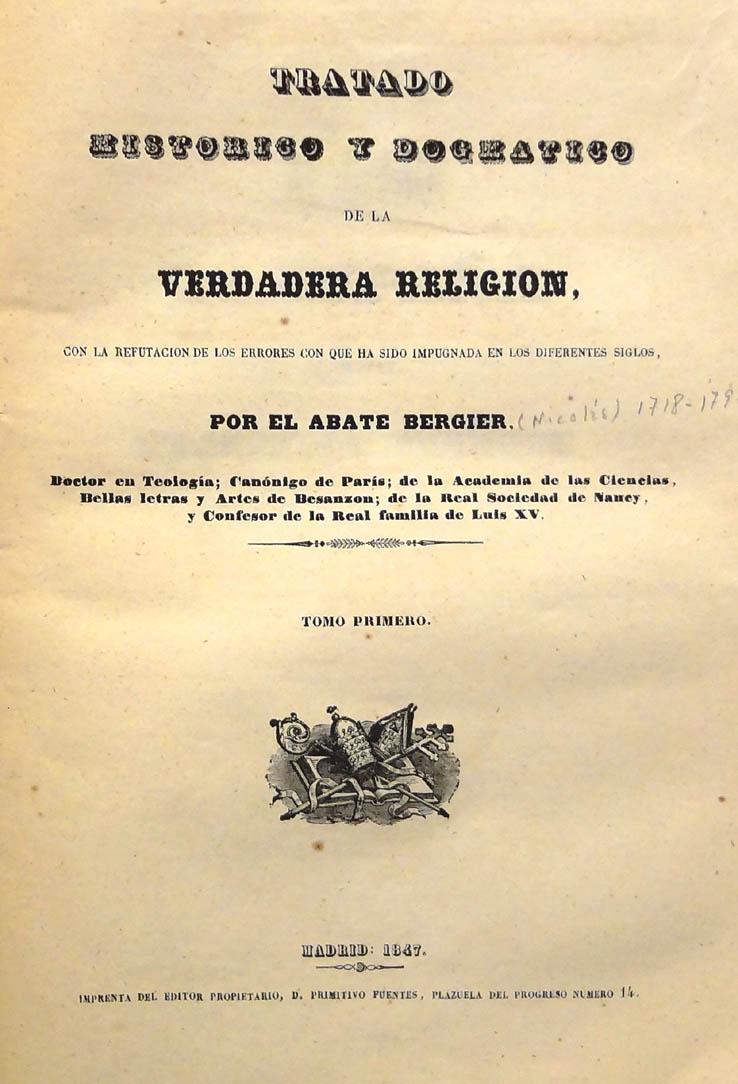 TRATADO
HISTORICO Y DOGMATICO
DE LA
VERDADERA RELIGION,
CON LA REFUTACION DE LOS ERRORES CON QUE HA SIDO IMPUGNADA EN LOS DIFERENTES SIGLOS,
POR EL ABATE BERGIER. (Nicolás) 1718-179
Doctor en Teología; Canónigo de París; de la Academia de las Ciencias,
Bellas letras y Artes de Besanzon; de la Real Sociedad de Nancy,
y Confesor de la Real familia de Luis XV.
TOMO PRIMERO.
MADRID: 1847.
IMPRENTA DEL EDITOR PROPIETARIO, D. PRIMITIVO FUENTES, PLAZUELA DEL PROGRESO NUMERO 14.